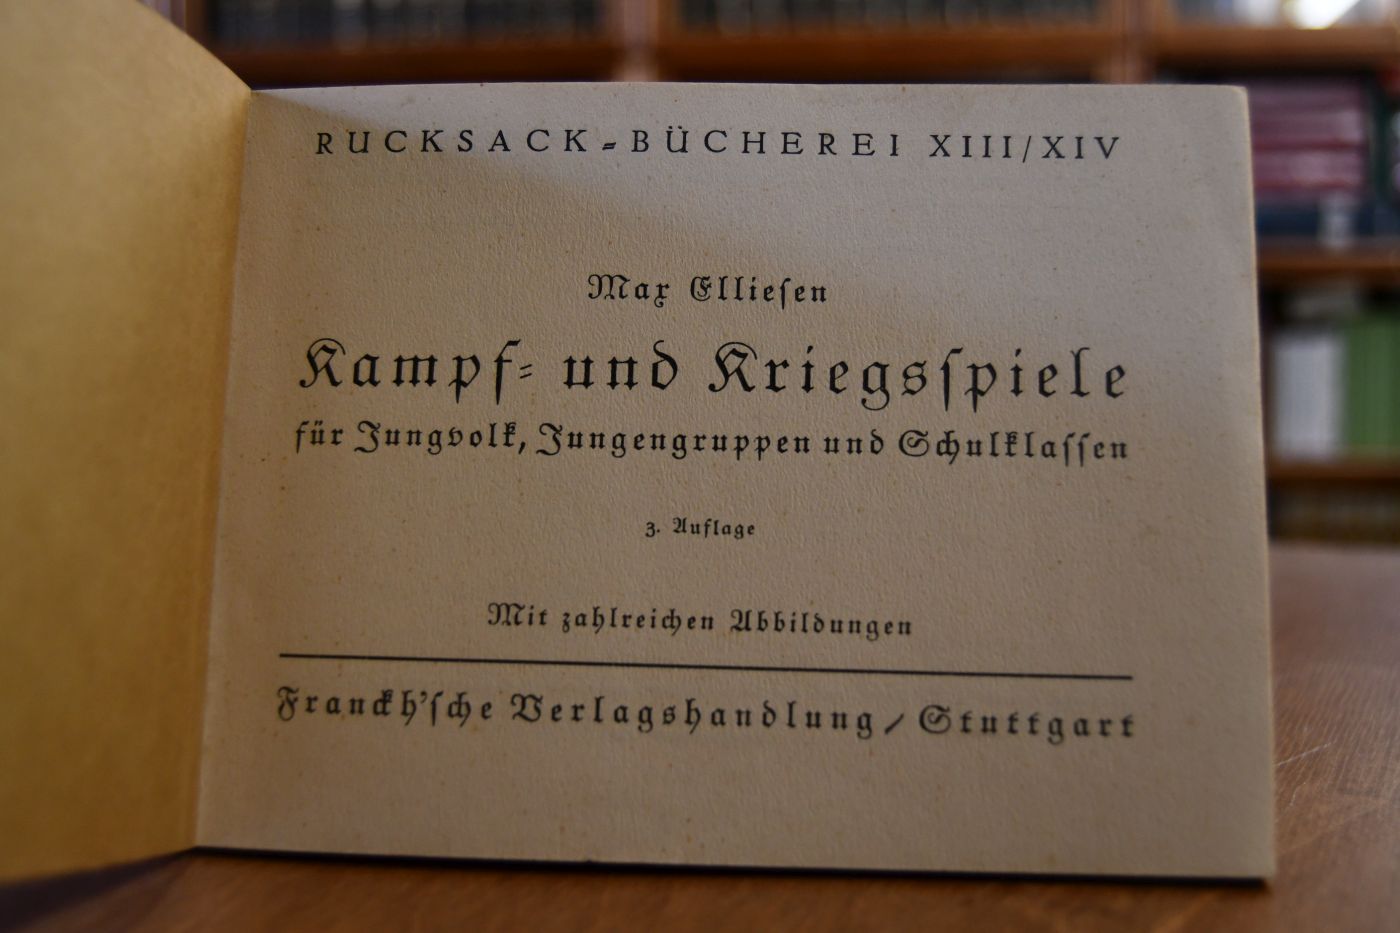 RUCKSACK-BÜCHEREI XIII/XIV
Max Ellieſen
Kampf- und Kriegsſpiele
für Jungvolk, Jungengruppen und Schulklaſſen
3. Auflage
Mit zahlreichen Abbildungen
Franckh'ſche Verlagshandlung / Stuttgart